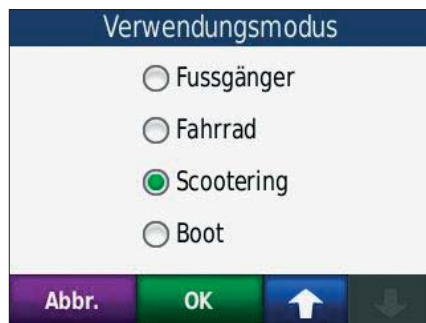 Verwendungsmodus
Fussgänger
Fahrrad
Scootering
Boot
Abbr. OK